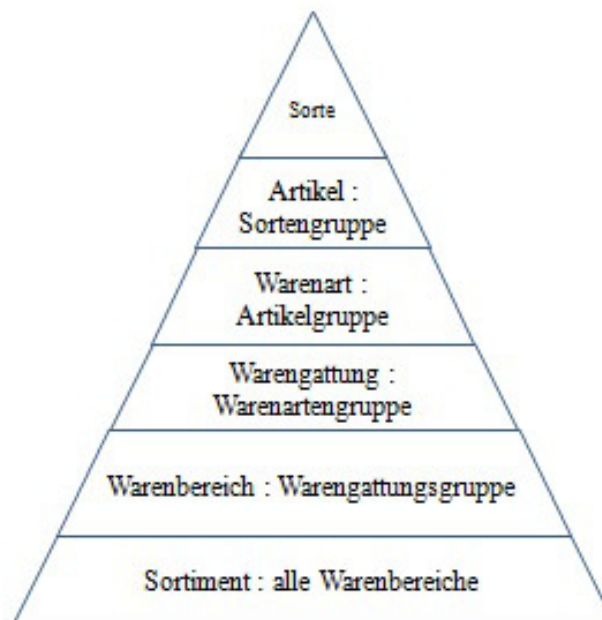 Sorte
Artikel :
Sortengruppe
Warenart :
Artikelgruppe
Warengattung :
Warenartengruppe
Warenbereich : Warengattungsgruppe
Sortiment : alle Warenbereiche